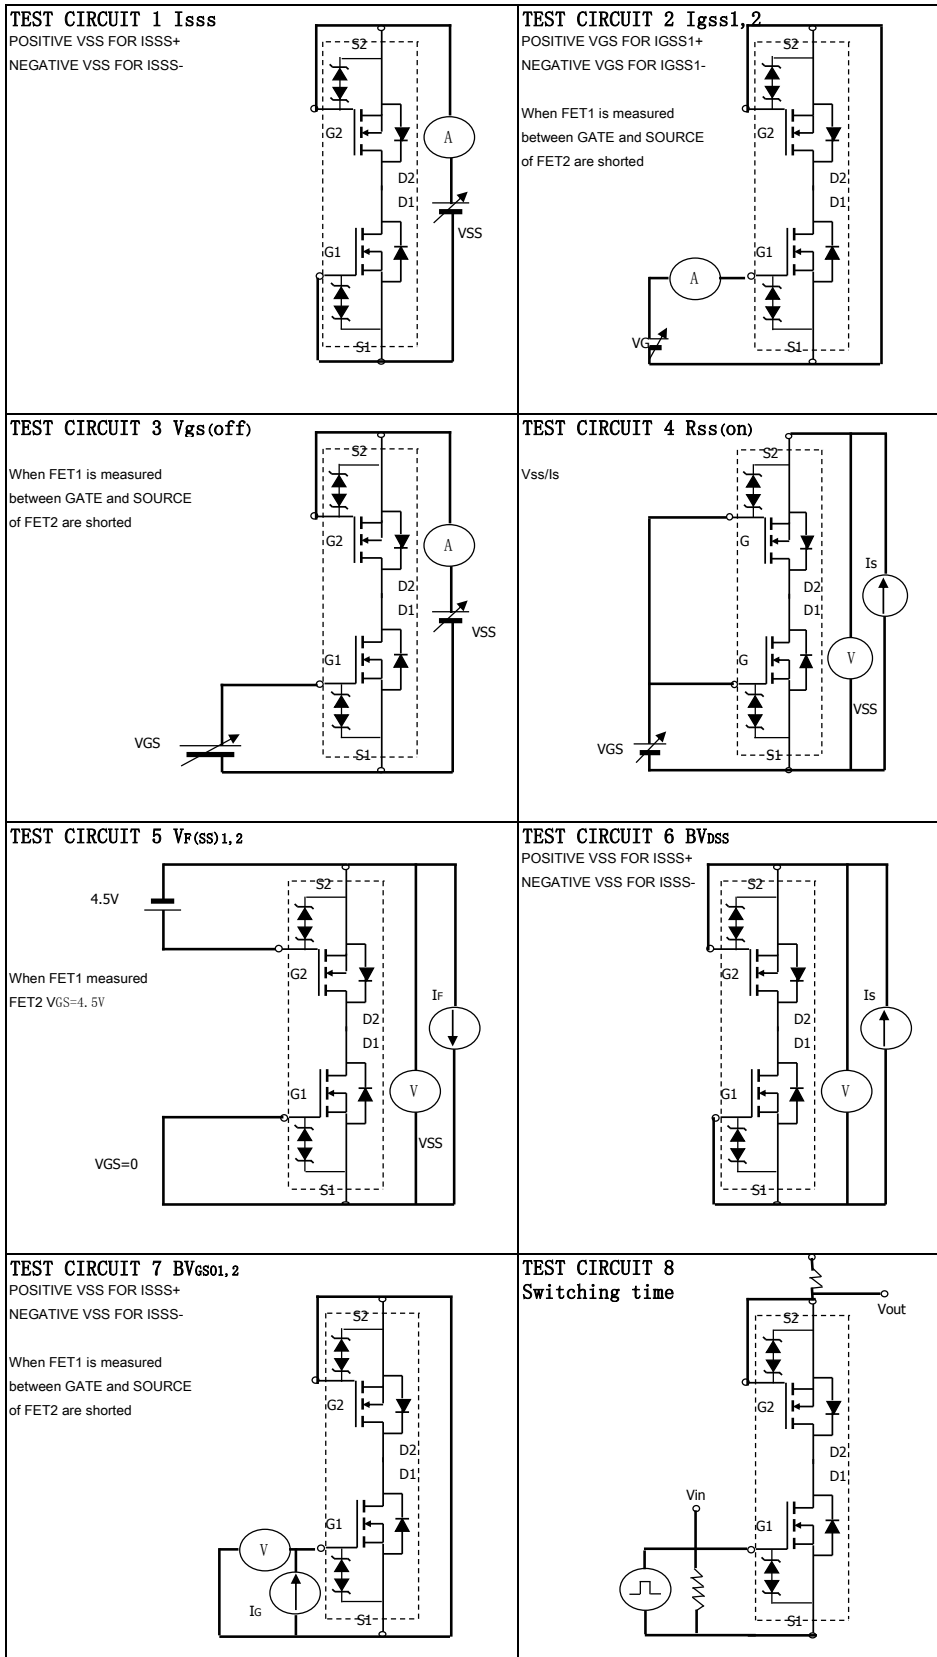 TEST CIRCUIT 1 Isss
POSITIVE VSS FOR ISSS+
NEGATIVE VSS FOR ISSS-
S2
G2
A
D2
D1
VSS
G1
S1
TEST CIRCUIT 2 Igss1,2
POSITIVE VGS FOR IGSS1+
NEGATIVE VGS FOR IGSS1-
When FET1 is measured
between GATE and SOURCE
of FET2 are shorted
S2
G2
D2
D1
G1
A
VG
S1
TEST CIRCUIT 3 Vgs(off)
When FET1 is measured
between GATE and SOURCE
of FET2 are shorted
S2
G2
A
D2
D1
VSS
G1
VGS
S1
TEST CIRCUIT 4 Rss(on)
Vss/Is
S2
G
Is
D2
D1
G
V
VSS
VGS
S1
TEST CIRCUIT 5 VF(SS)1,2
4.5V
S2
When FET1 measured
FET2 VGS=4.5V
G2
IF
D2
D1
G1
V
VSS
VGS=0
S1
TEST CIRCUIT 6 BVDSS
POSITIVE VSS FOR ISSS+
NEGATIVE VSS FOR ISSS-
S2
G2
Is
D2
D1
G1
V
S1
TEST CIRCUIT 7 BVGSO1,2
POSITIVE VSS FOR ISSS+
NEGATIVE VSS FOR ISSS-
When FET1 is measured
between GATE and SOURCE
of FET2 are shorted
S2
G2
D2
D1
G1
V
IG
S1
TEST CIRCUIT 8
Switching time
Vout
S2
G2
D2
D1
Vin
G1
S1